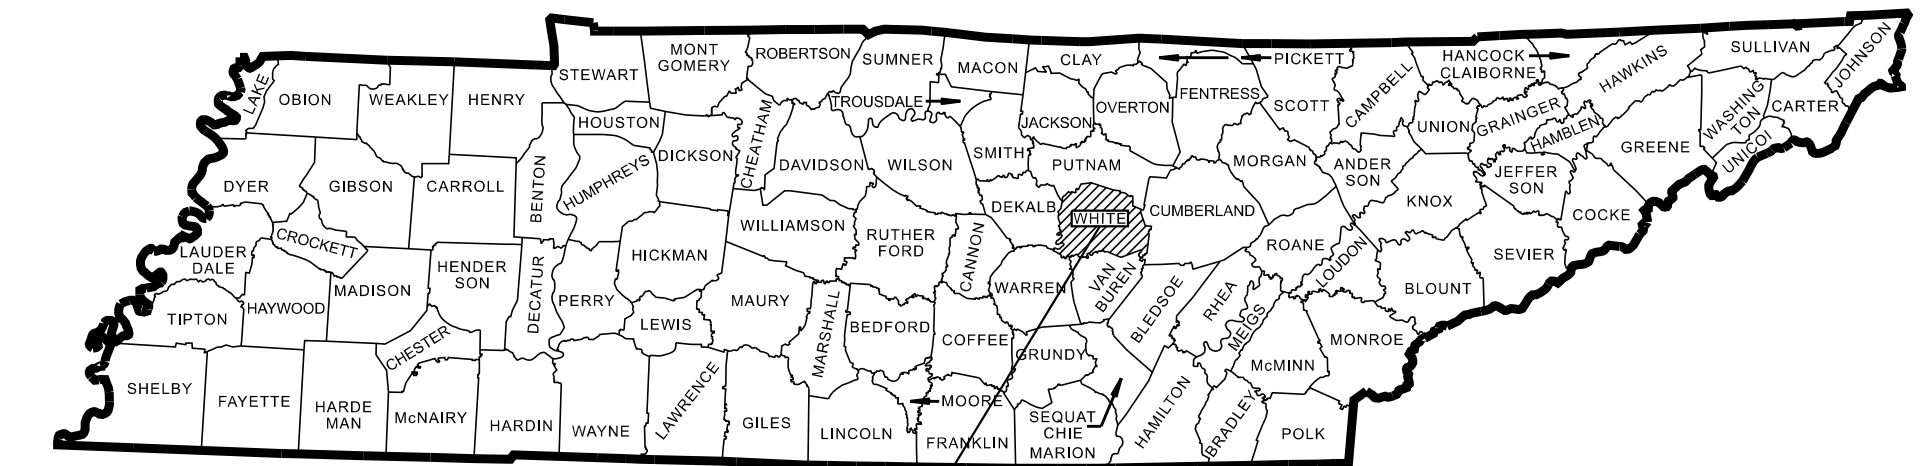 MONT
GOMERY
ROBERTSON
SUMNER
MACON
CLAY
PICKETT
HANCOCK
CLAIBORNE
HAWKINS
SULLIVAN
JOHNSON
STEWART
LAKE
OBION
WEAKLEY
HENRY
HOUSTON
DICKSON
CHEATHAM
TROUSDALE
JACKSON
OVERTON
FENTRESS
SCOTT
CAMPBELL
UNION
GRAINGER
HAMBLEN
GREENE
WASHING
TON
CARTER
UNICOI
DYER
GIBSON
CARROLL
BENTON
HUMPHREYS
DAVIDSON
WILSON
SMITH
PUTNAM
MORGAN
ANDER
SON
KNOX
JEFFER
SON
COCKE
LAUDER
DALE
CROCKETT
HENDER
SON
DECATUR
PERRY
HICKMAN
WILLIAMSON
RUTHER
FORD
CANNON
DEKALB
WHITE
CUMBERLAND
ROANE
LOUDON
BLOUNT
SEVIER
TIPTON
HAYWOOD
MADISON
CHESTER
LEWIS
MAURY
MARSHALL
BEDFORD
COFFEE
WARREN
VAN
BUREN
BLEDSOE
RHEA
MEIGS
McMINN
MONROE
SHELBY
FAYETTE
HARDE
MAN
McNAIRY
HARDIN
WAYNE
LAWRENCE
GILES
LINCOLN
MOORE
FRANKLIN
GRUNDY
SEQUAT
CHIE
MARION
HAMILTON
BRADLEY
POLK